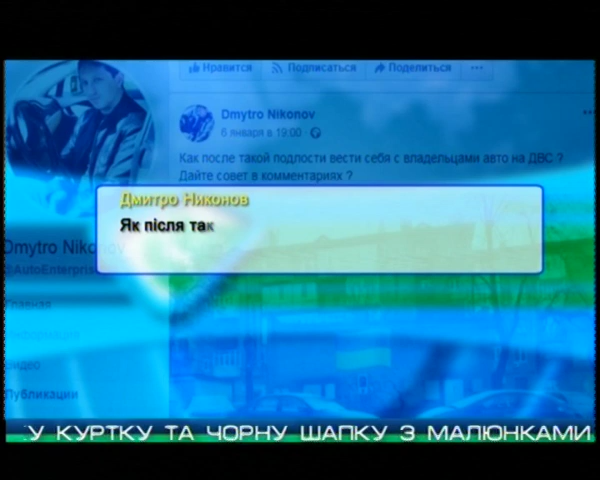 Нравится Подписаться Поделиться ...
Dmytro Nikonov
6 января в 19:00
Как после такой подлости вести себя с владельцами авто на ДВС ?
Дайте совет в комментариях ?
Дмитро Никонов
Як після так
Dmytro Nikonov
@AutoEnterpris
Главная
Видео
Публикации
У КУРТКУ ТА ЧОРНУ ШАПКУ З МАЛЮНКАМИ